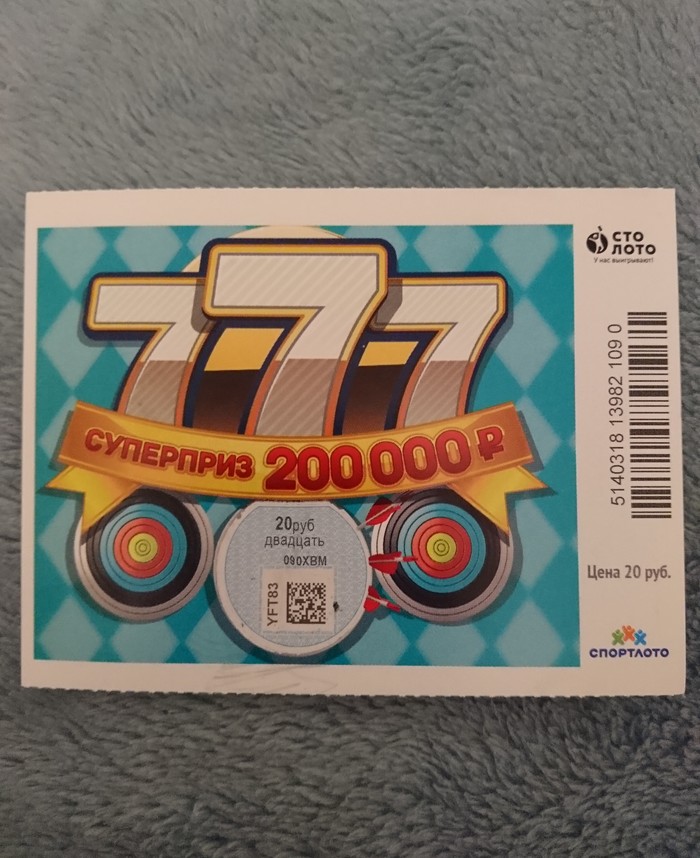 777
СУПЕРПРИЗ 200 000 ₽
20руб
двадцать
090XBM
YFT83
СТО
ЛОТО
У нас выигрывают!
5140318 13982 109 0
Цена 20 руб.
СПОРТЛОТО